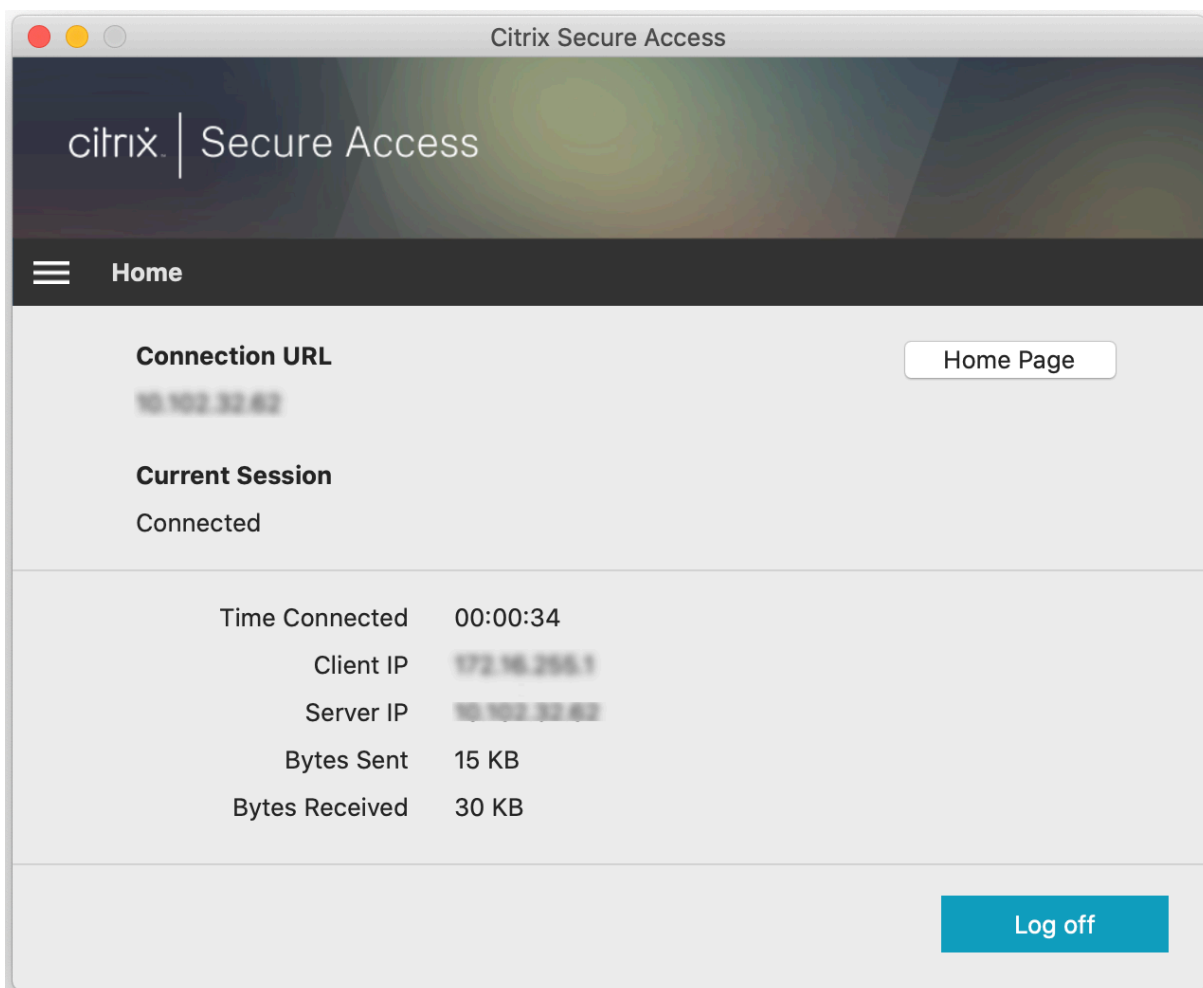 Citrix Secure Access
citrix. | Secure Access
Home
Connection URL
Home Page
Current Session
Connected
Time Connected 00:00:34
Client IP
Server IP
Bytes Sent 15 KB
Bytes Received 30 KB
Log off